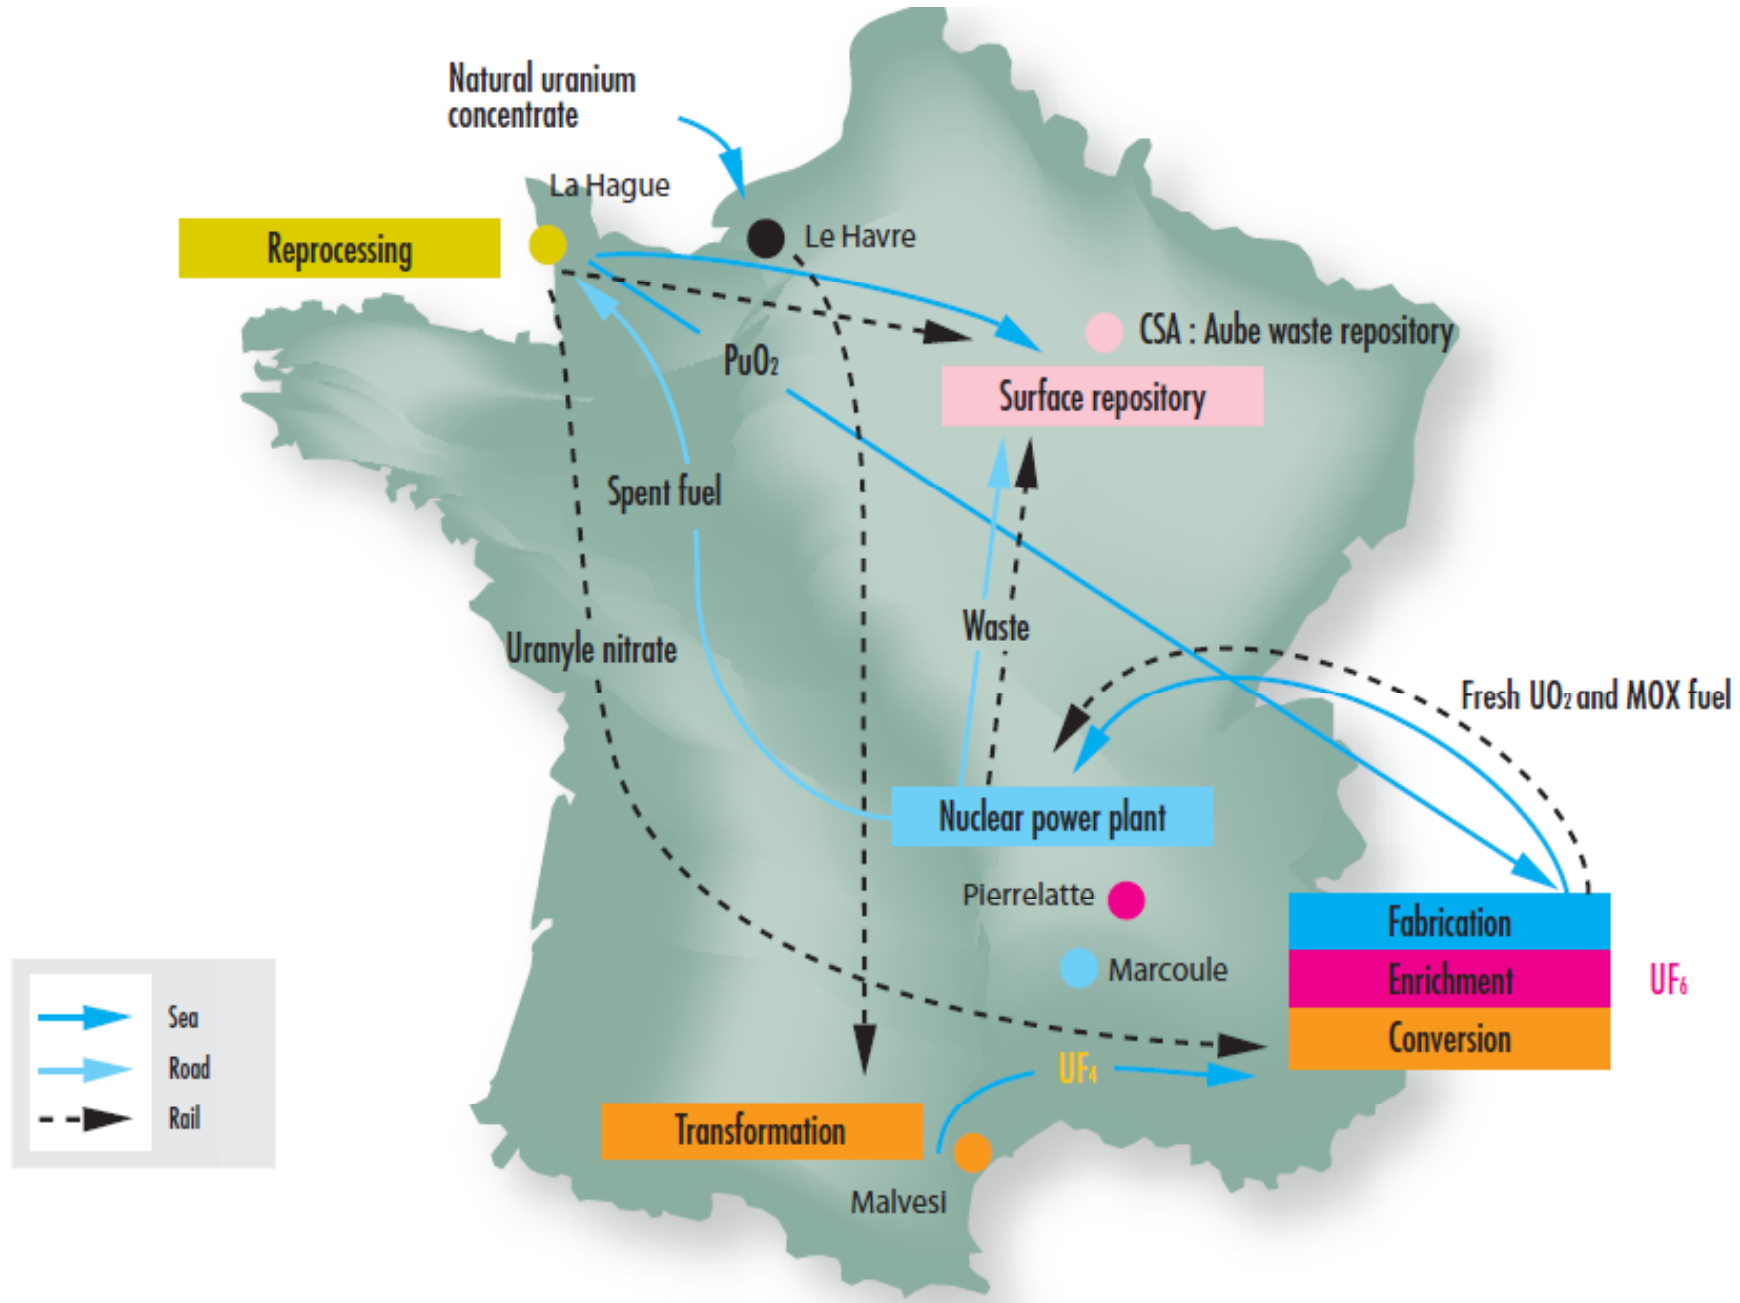 Natural uranium
concentrate
La Hague
Reprocessing
Le Havre
CSA : Aube waste repository
PuO₂
Surface repository
Spent fuel
Waste
Uranyle nitrate
Fresh UO₂ and MOX fuel
Nuclear power plant
Pierrelatte
Fabrication
Marcoule
Enrichment
UF₆
Sea
Conversion
Road
UF₄
Rail
Transformation
Malvesi